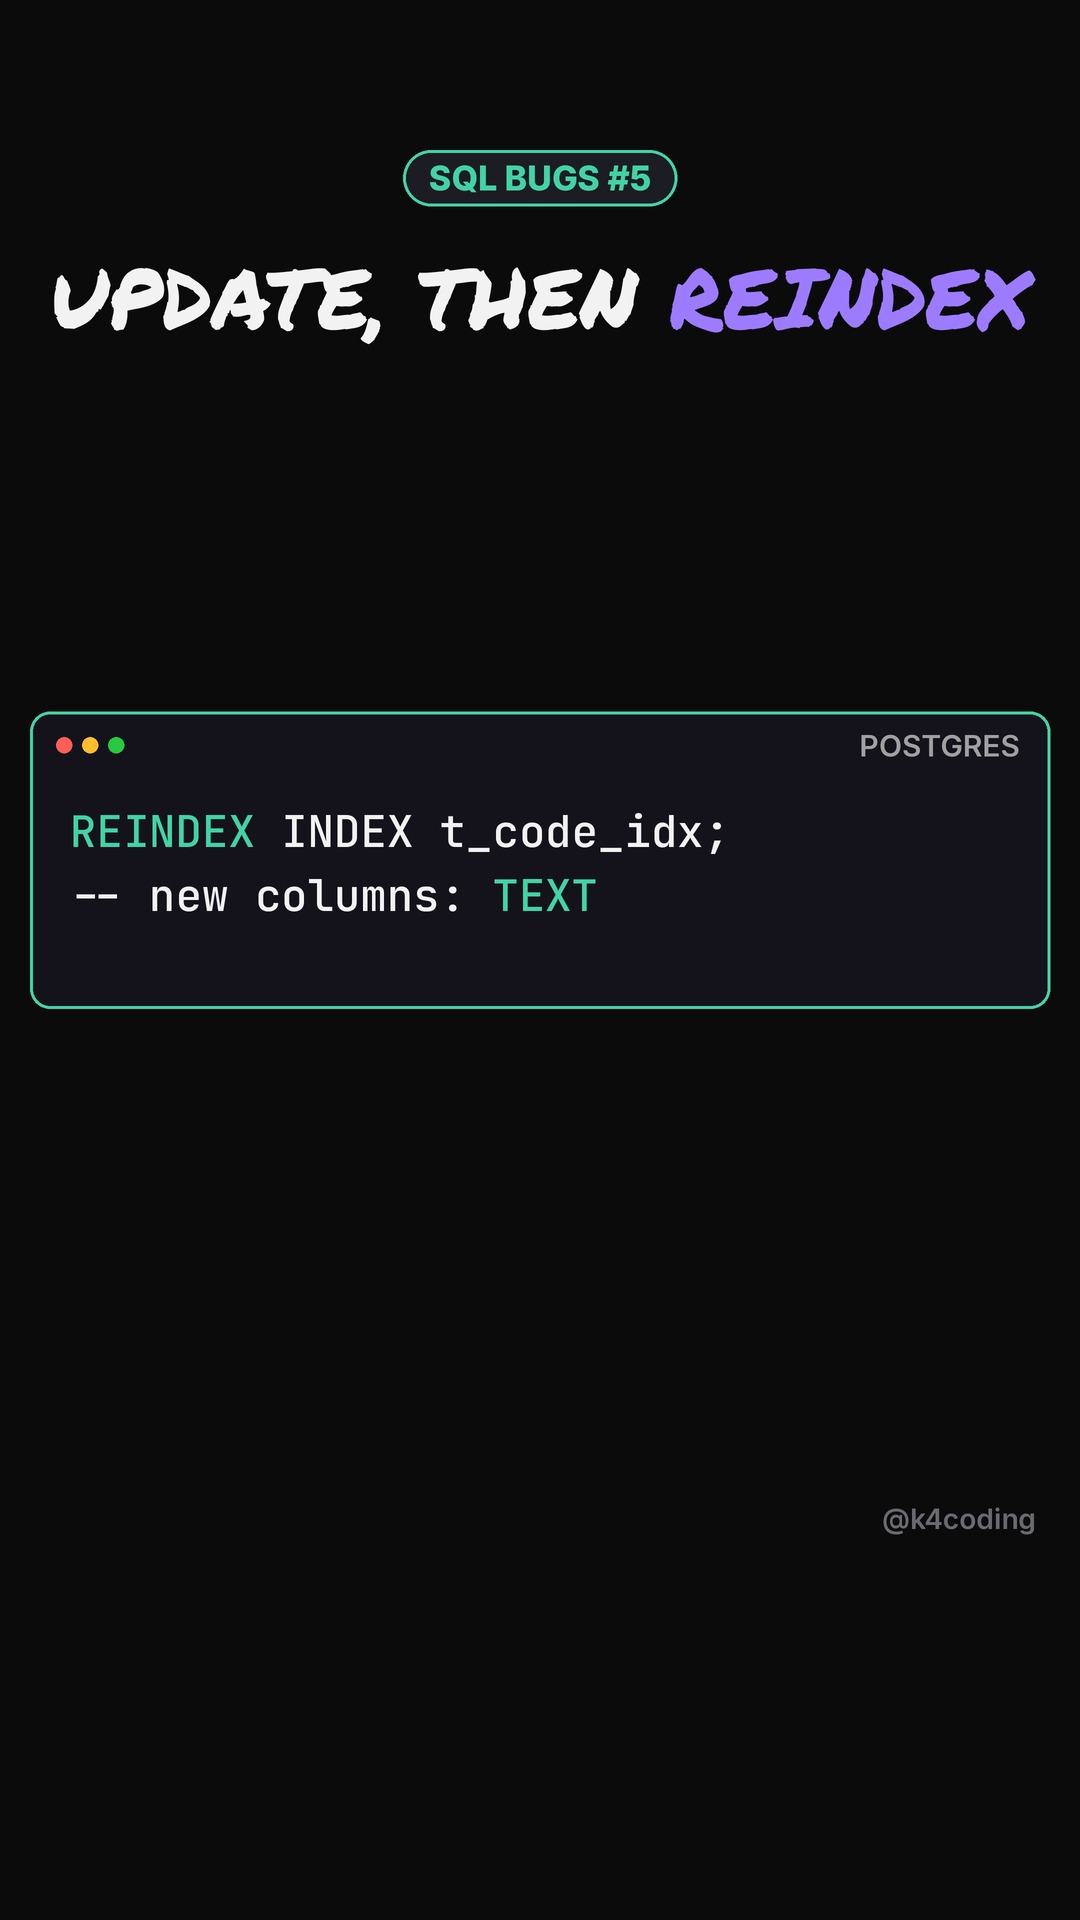 SQL BUGS #5
UPDATE, THEN REINDEX
POSTGRES
REINDEX INDEX t_code_idx;
-- new columns: TEXT
@k4coding